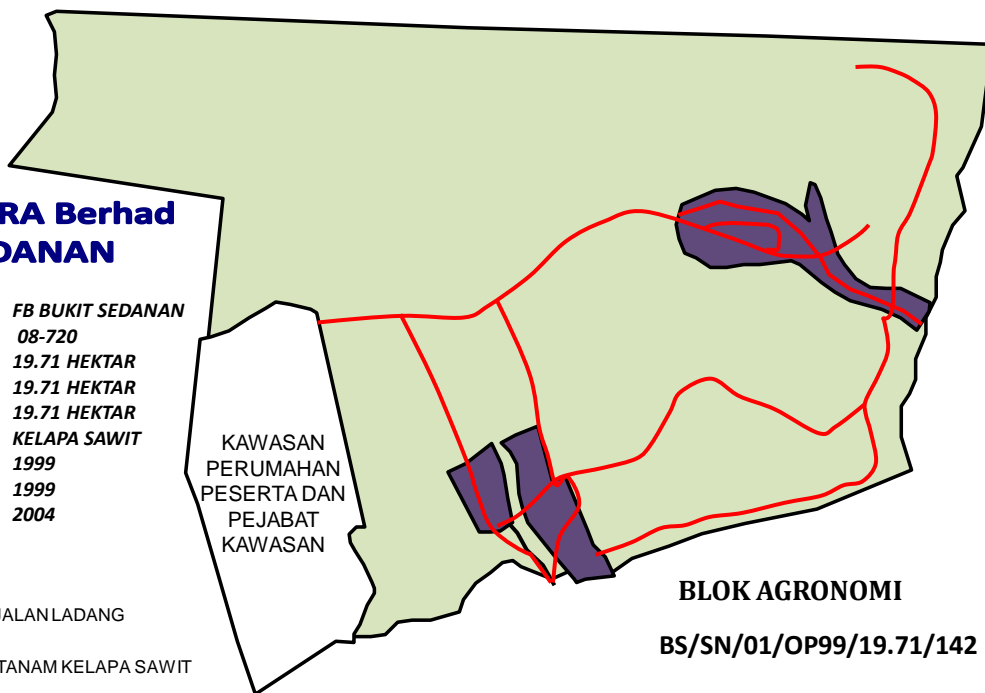 RA Berhad
DANAN
FB BUKIT SEDANAN
08-720
19.71 HEKTAR
19.71 HEKTAR
19.71 HEKTAR
KELAPA SAWIT
1999
1999
2004
KAWASAN
PERUMAHAN
PESERTA DAN
PEJABAT
KAWASAN
JALAN LADANG
TANAM KELAPA SAWIT
BLOK AGRONOMI
BS/SN/01/OP99/19.71/142